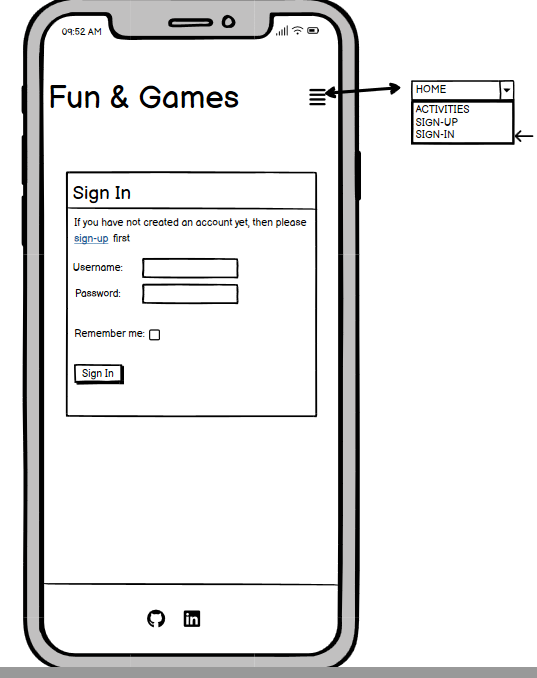 09:52 AM
Fun & Games
HOME
ACTIVITIES
SIGN-UP
SIGN-IN
Sign In
If you have not created an account yet, then please
sign-up first
Username:
Password:
Remember me:
Sign In
in